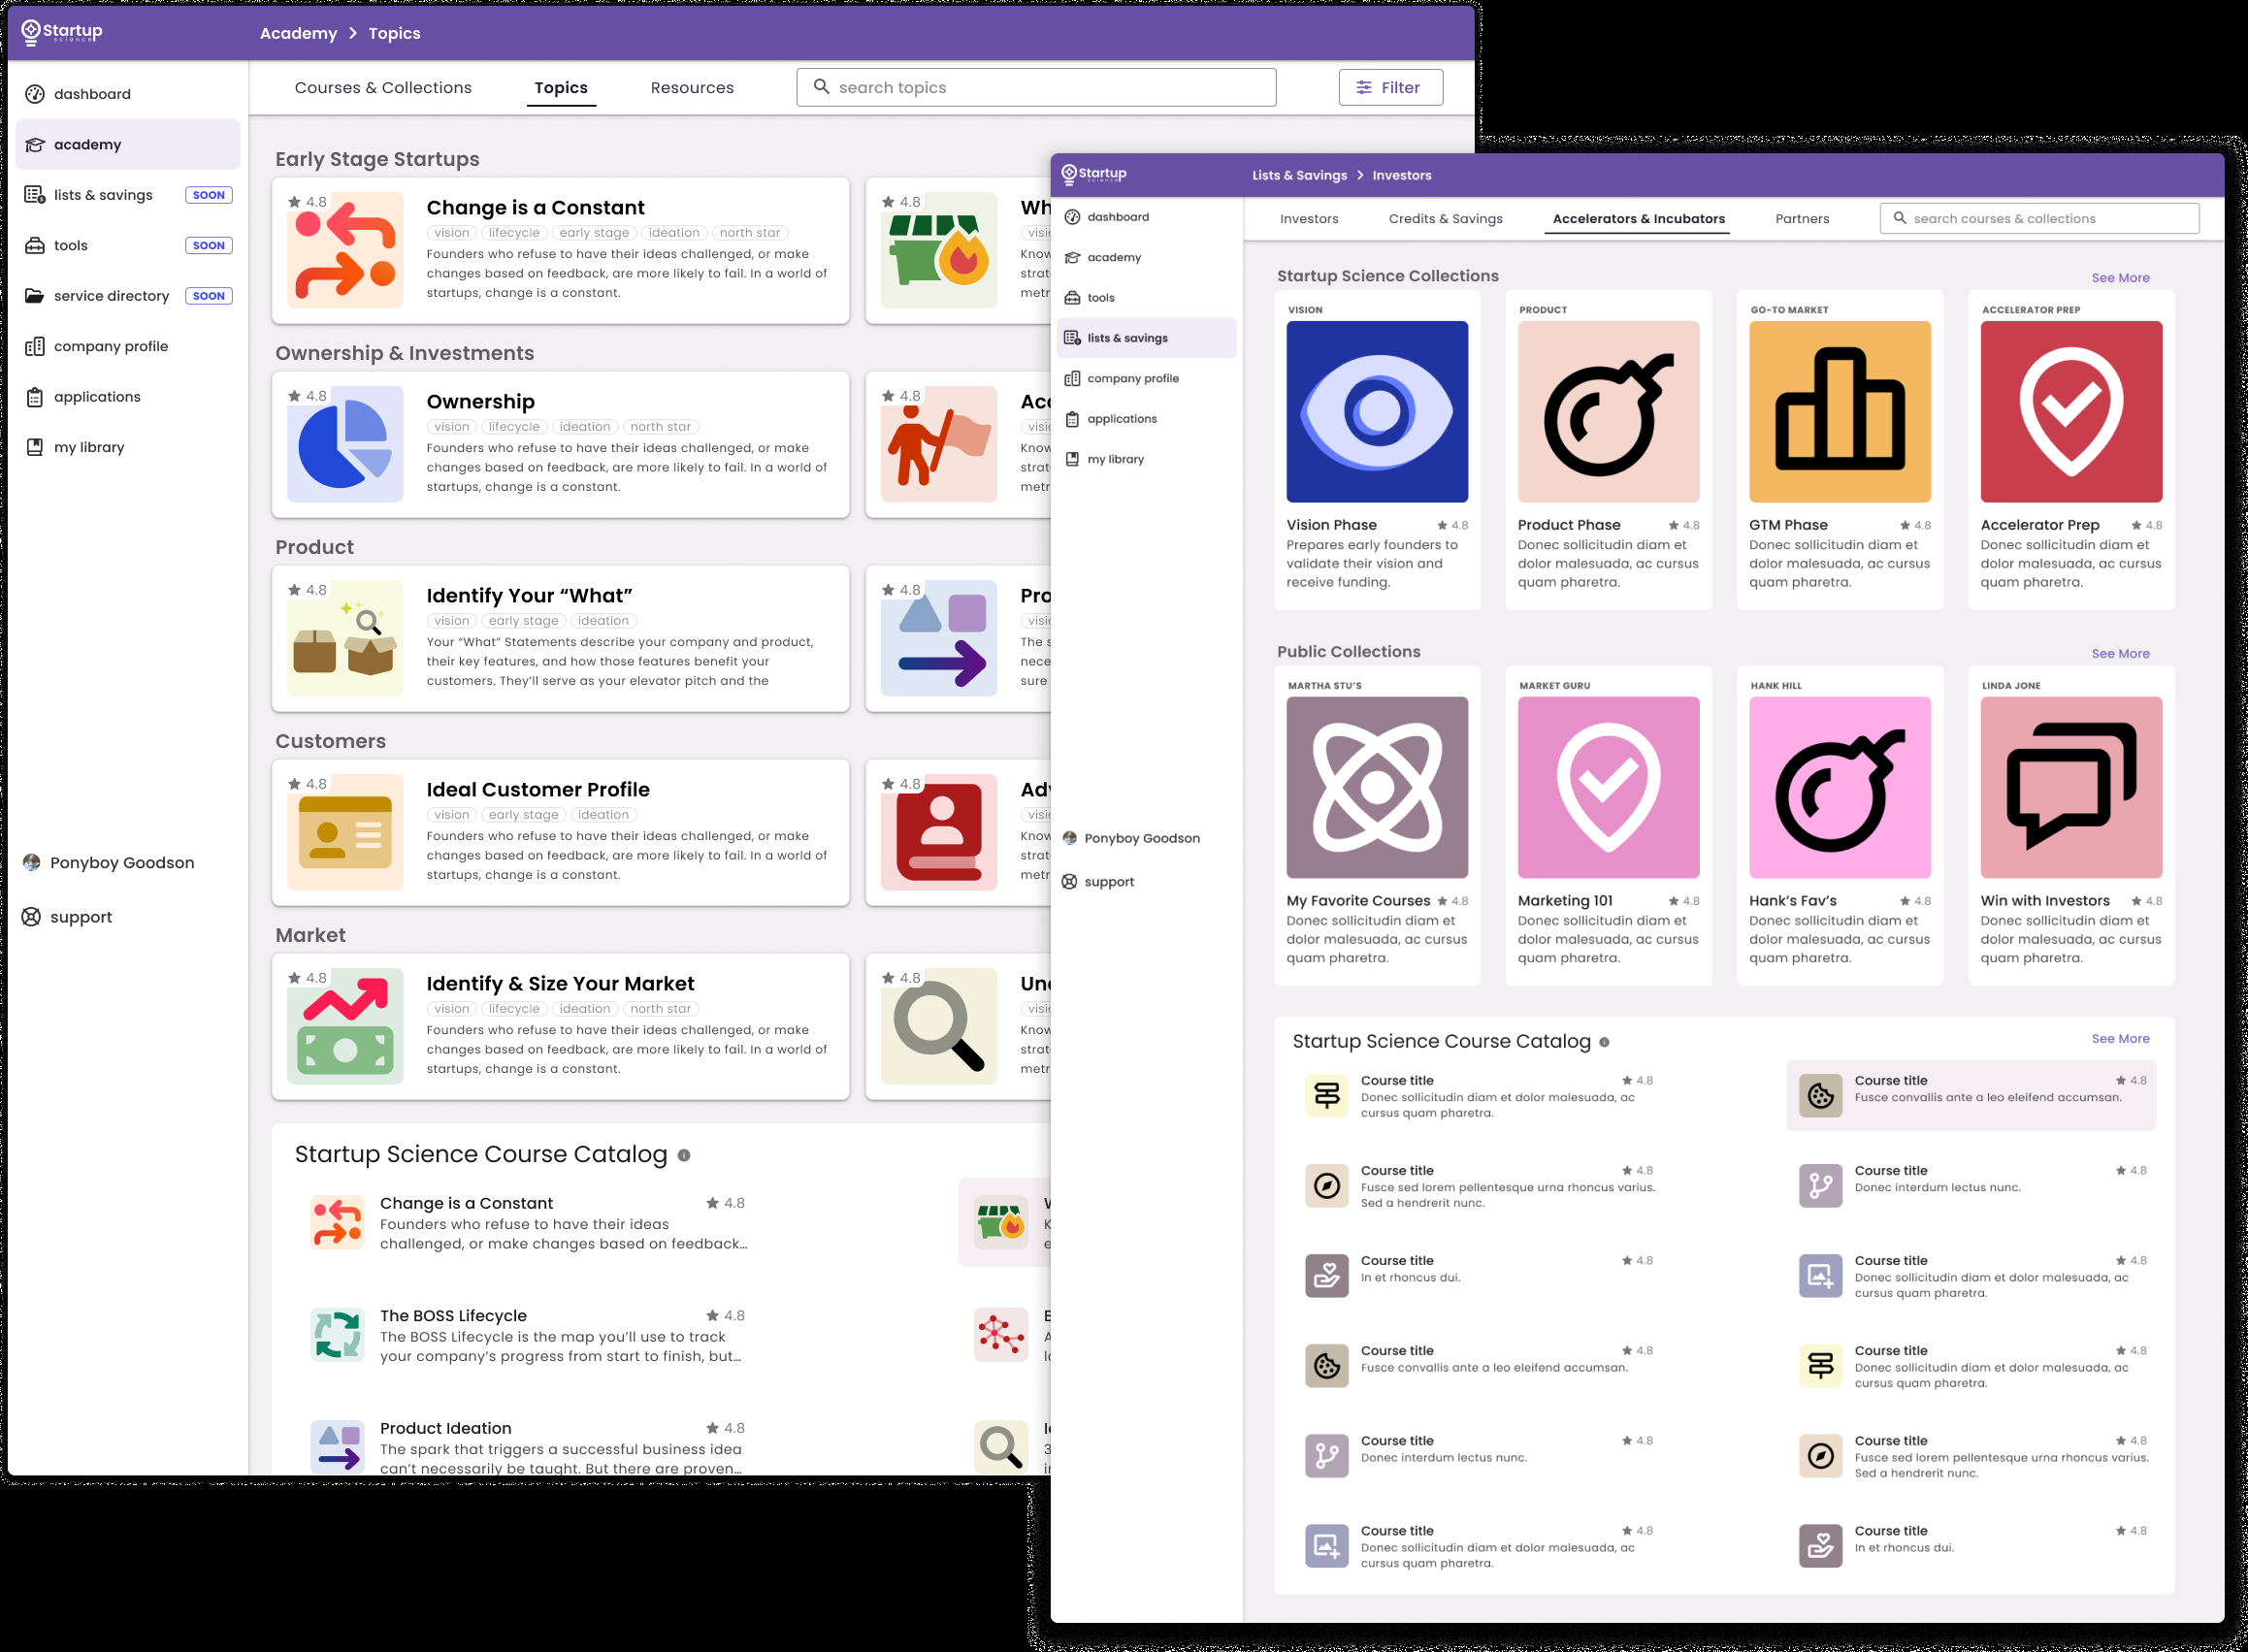 Startup
science
Academy > Topics
dashboard
academy
lists & savings SOON
tools SOON
service directory SOON
company profile
applications
my library
Ponyboy Goodson
support
Courses & Collections Topics Resources search topics Filter
Early Stage Startups
4.8
Change is a Constant
vision lifecycle early stage ideation north star
Founders who refuse to have their ideas challenged, or make
changes based on feedback, are more likely to fail. In a world of
startups, change is a constant.
4.8
Ownership & Investments
4.8
Ownership
vision lifecycle ideation north star
Founders who refuse to have their ideas challenged, or make
changes based on feedback, are more likely to fail. In a world of
startups, change is a constant.
4.8
Product
4.8
Identify Your “What”
vision early stage ideation
Your “What” Statements describe your company and product,
their key features, and how those features benefit your
customers. They’ll serve as your elevator pitch and the
4.8
The s
nece
sure
Customers
4.8
Ideal Customer Profile
vision early stage ideation
Founders who refuse to have their ideas challenged, or make
changes based on feedback, are more likely to fail. In a world of
startups, change is a constant.
4.8
Market
4.8
Identify & Size Your Market
vision lifecycle ideation north star
Founders who refuse to have their ideas challenged, or make
changes based on feedback, are more likely to fail. In a world of
startups, change is a constant.
4.8
Startup Science Course Catalog
Change is a Constant 4.8
Founders who refuse to have their ideas
challenged, or make changes based on feedback...
The BOSS Lifecycle 4.8
The BOSS Lifecycle is the map you’ll use to track
your company’s progress from start to finish, but...
Product Ideation 4.8
The spark that triggers a successful business idea
can’t necessarily be taught. But there are proven...
Startup
science
Lists & Savings > Investors
dashboard
academy
tools
lists & savings
company profile
applications
my library
Ponyboy Goodson
support
Investors Credits & Savings Accelerators & Incubators Partners search courses & collections
Startup Science Collections See More
VISION
Vision Phase 4.8
Prepares early founders to
validate their vision and
receive funding.
PRODUCT
Product Phase 4.8
Donec sollicitudin diam et
dolor malesuada, ac cursus
quam pharetra.
GO-TO MARKET
GTM Phase 4.8
Donec sollicitudin diam et
dolor malesuada, ac cursus
quam pharetra.
ACCELERATOR PREP
Accelerator Prep 4.8
Donec sollicitudin diam et
dolor malesuada, ac cursus
quam pharetra.
Public Collections See More
MARTHA STU’S
My Favorite Courses 4.8
Donec sollicitudin diam et
dolor malesuada, ac cursus
quam pharetra.
MARKET GURU
Marketing 101 4.8
Donec sollicitudin diam et
dolor malesuada, ac cursus
quam pharetra.
HANK HILL
Hank’s Fav’s 4.8
Donec sollicitudin diam et
dolor malesuada, ac cursus
quam pharetra.
LINDA JONE
Win with Investors 4.8
Donec sollicitudin diam et
dolor malesuada, ac cursus
quam pharetra.
Startup Science Course Catalog See More
Course title 4.8
Donec sollicitudin diam et dolor malesuada, ac
cursus quam pharetra.
Course title 4.8
Fusce convallis ante a leo eleifend accumsan.
Course title 4.8
Fusce sed lorem pellentesque urna rhoncus varius.
Sed a hendrerit nunc.
Course title 4.8
Donec interdum lectus nunc.
Course title 4.8
In et rhoncus dui.
Course title 4.8
Donec sollicitudin diam et dolor malesuada, ac
cursus quam pharetra.
Course title 4.8
Fusce convallis ante a leo eleifend accumsan.
Course title 4.8
Donec sollicitudin diam et dolor malesuada, ac
cursus quam pharetra.
Course title 4.8
Donec interdum lectus nunc.
Course title 4.8
Fusce sed lorem pellentesque urna rhoncus varius.
Sed a hendrerit nunc.
Course title 4.8
Donec sollicitudin diam et dolor malesuada, ac
cursus quam pharetra.
Course title 4.8
In et rhoncus dui.